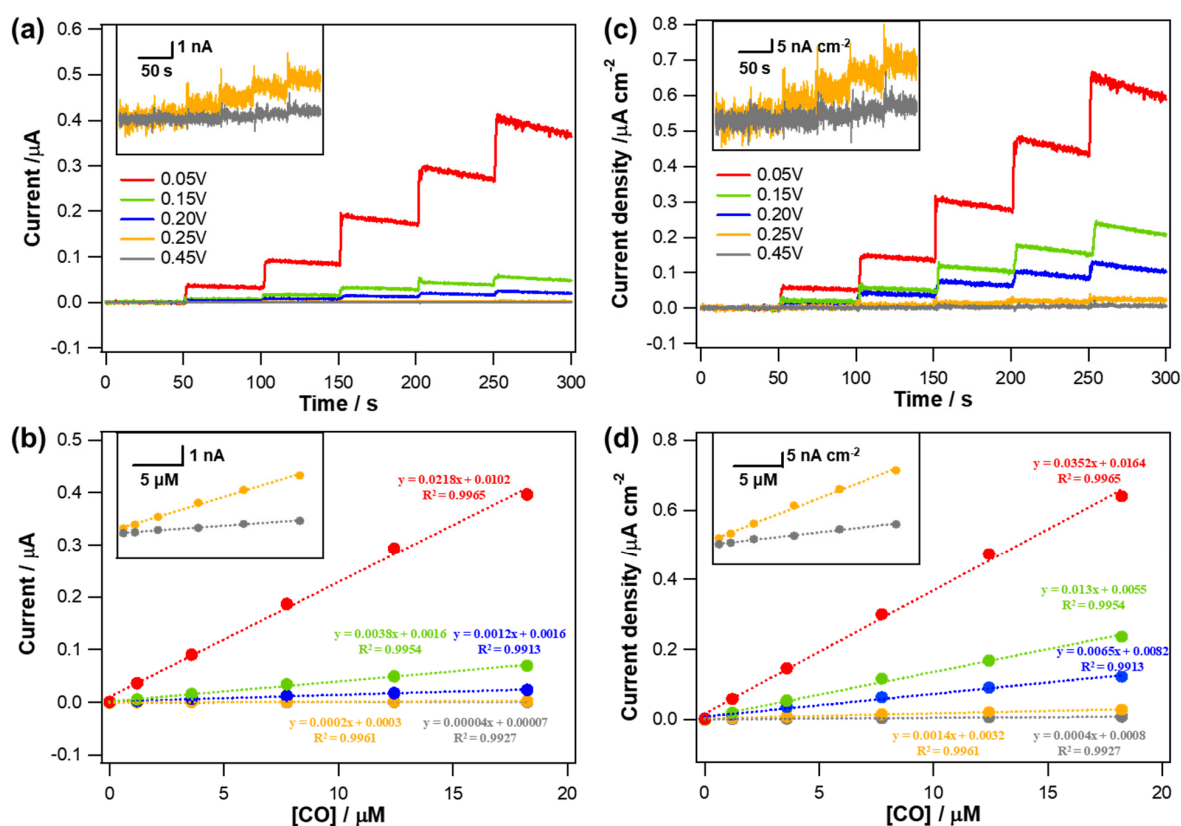 (a)
1 nA
50 s
0.6
0.5
0.4
0.3
0.2
0.1
0.0
-0.1
Current /μA
0.05V
0.15V
0.20V
0.25V
0.45V
0
50
100
150
200
250
300
Time / s
(c)
5 nA cm⁻²
50 s
0.8
0.7
0.6
0.5
0.4
0.3
0.2
0.1
0.0
-0.1
Current density /μA cm⁻²
0.05V
0.15V
0.20V
0.25V
0.45V
0
50
100
150
200
250
300
Time / s
(b)
1 nA
5 μM
0.5
0.4
0.3
0.2
0.1
0.0
-0.1
Current / μA
y = 0.0218x + 0.0102
R² = 0.9965
y = 0.0038x + 0.0016
R² = 0.9954
y = 0.0012x + 0.0016
R² = 0.9913
y = 0.0002x + 0.0003
R² = 0.9961
y = 0.00004x + 0.00007
R² = 0.9927
0
5
10
15
20
[CO] / μM
(d)
5 nA cm⁻²
5 μM
0.8
0.6
0.4
0.2
0.0
Current density /μA cm⁻²
y = 0.0352x + 0.0164
R² = 0.9965
y = 0.013x + 0.0055
R² = 0.9954
y = 0.0065x + 0.0082
R² = 0.9913
y = 0.0014x + 0.0032
R² = 0.9961
y = 0.0004x + 0.0008
R² = 0.9927
0
5
10
15
20
[CO] / μM